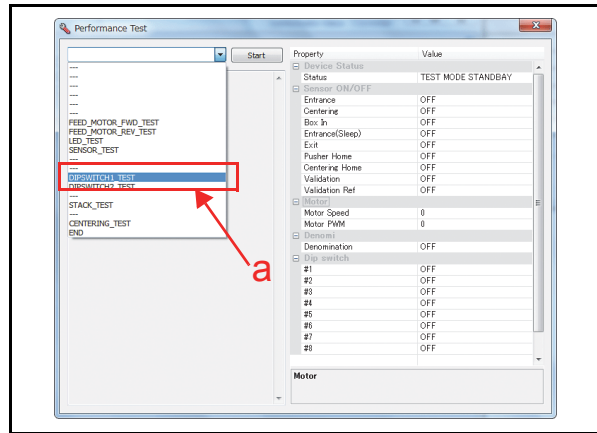 Performance Test
Start
---
---
---
---
---
---
FEED_MOTOR_FWD_TEST
FEED_MOTOR_REV_TEST
LED_TEST
SENSOR_TEST
---
---
DIPSWITCH1_TEST
DIPSWITCH2_TEST
---
STACK_TEST
---
CENTERING_TEST
END
a
Property Value
Device Status
Status TEST MODE STANDBAY
Sensor ON/OFF
Entrance OFF
Centering OFF
Box In OFF
Entrance(Sleep) OFF
Exit OFF
Pusher Home OFF
Centering Home OFF
Validation OFF
Validation Ref OFF
Motor
Motor Speed 0
Motor PWM 0
Denomi
Denomination OFF
Dip switch
#1 OFF
#2 OFF
#3 OFF
#4 OFF
#5 OFF
#6 OFF
#7 OFF
#8 OFF
Motor